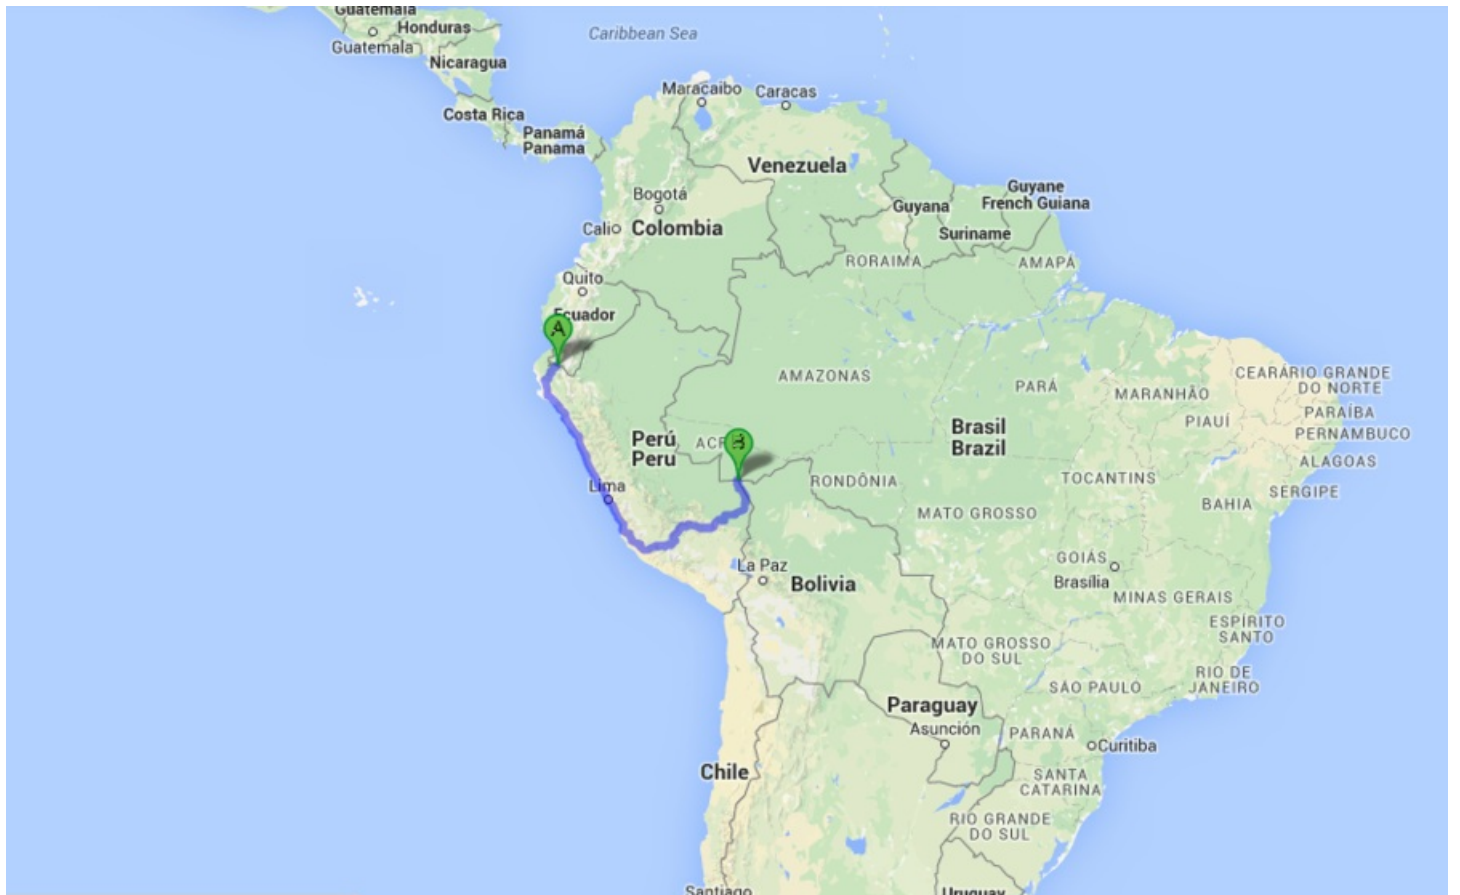 Guatemala
Honduras
Guatemala
Nicaragua
Caribbean Sea
Costa Rica
Panamá
Panama
Maracaibo
Caracas
Venezuela
Bogotá
Cali
Colombia
Guyana
Guyane
French Guiana
Suriname
RORAIMA
AMAPÁ
Quito
Ecuador
A
AMAZONAS
PARÁ
MARANHÃO
CEARÁ
RIO GRANDE
DO NORTE
PARAÍBA
PIAUÍ
PERNAMBUCO
Perú
Peru
B
Brasil
Brazil
ALAGOAS
SERGIPE
TOCANTINS
RONDÔNIA
BAHIA
Lima
MATO GROSSO
GOIÁS
Brasília
La Paz
Bolivia
MINAS GERAIS
ESPÍRITO
SANTO
MATO GROSSO
DO SUL
RIO DE
JANEIRO
SÃO PAULO
Paraguay
Asunción
PARANÁ
Curitiba
Chile
SANTA
CATARINA
RIO GRANDE
DO SUL
Santiago
Uruguay